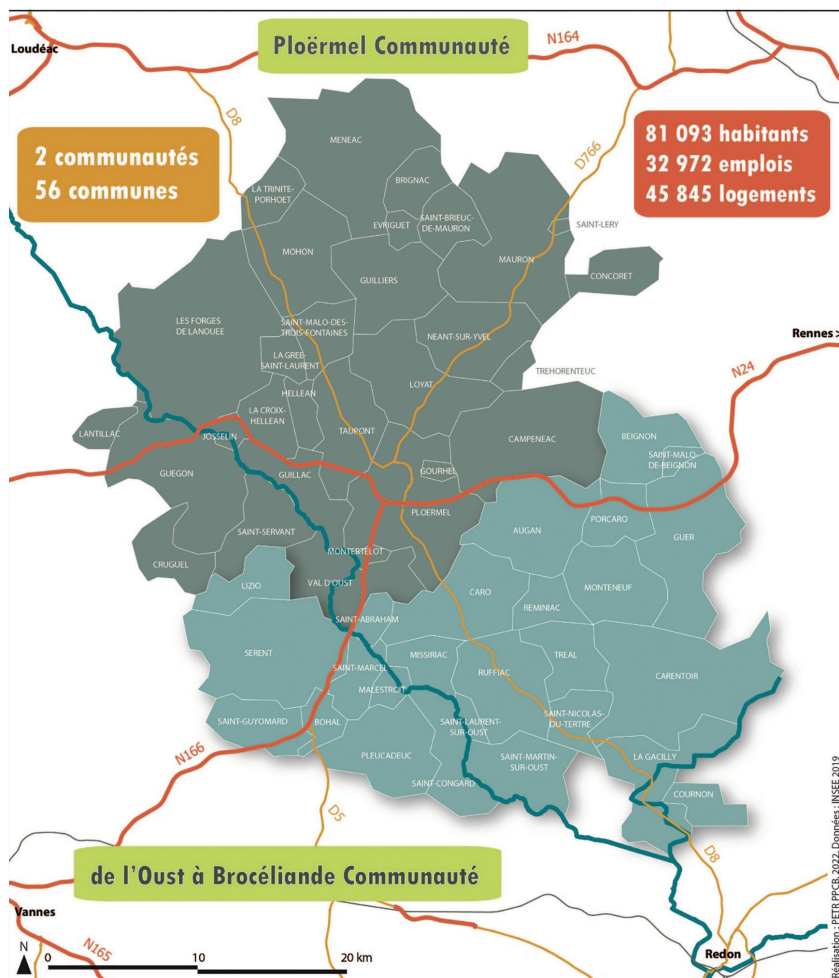 Loudéac
Ploërmel Communauté
N164
D8
D766
2 communautés
56 communes
81 093 habitants
32 972 emplois
45 845 logements
MENEAC
BRIGNAC
LA TRINITE-
PORHOET
SAINT-BRIEUC-
DE-MAURON
EVRIGUET
SAINT-LERY
MOHON
MAURON
GUILLIERS
CONCORET
LES FORGES
DE LANOUEE
SAINT-MALO-DES-
TROIS-FONTAINES
NEANT-SUR-YVEL
Rennes >
LA GREE-
SAINT-LAURENT
TREHORENTEUC
N24
HELLEAN
LOYAT
LA CROIX-
HELLEAN
LANTILLAC
JOSSELIN
TAUPONT
CAMPENEAC
BEIGNON
SAINT-MALO-
DE-BEIGNON
GUEGON
GUILLAC
GOURHEL
PLOERMEL
PORCARO
AUGAN
GUER
SAINT-SERVANT
MONTERTELOT
CRUGUEL
LIZIO
VAL D'OUST
CARO
MONTENEUF
REMINIAC
SAINT-ABRAHAM
SERENT
MISSIRIAC
TREAL
SAINT-MARCEL
RUFFIAC
CARENTOIR
MALESTROIT
SAINT-GUYOMARD
BOHAL
SAINT-LAURENT-
SUR-OUST
SAINT-NICOLAS-
DU-TERTRE
PLEUCADEUC
SAINT-MARTIN-
SUR-OUST
LA GACILLY
N166
SAINT-CONGARD
COURNON
D5
D8
de l'Oust à Brocéliande Communauté
Vannes
N165
Redon
N
0 10 20 km
Réalisation : PETR PPCB, 2022, Données : INSEE 2019